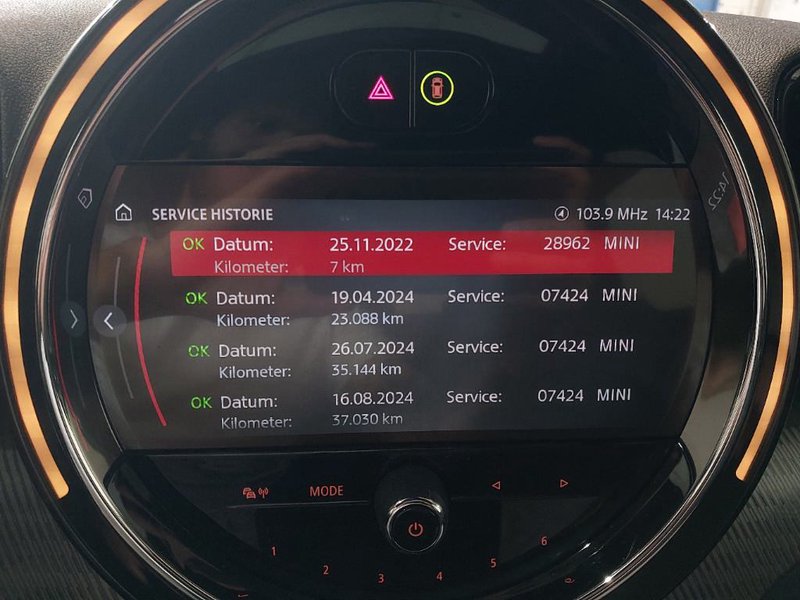 SERVICE HISTORIE 103.9 MHz 14:22
OK Datum: 25.11.2022 Service: 28962 MINI
Kilometer: 7 km
OK Datum: 19.04.2024 Service: 07424 MINI
Kilometer: 23.088 km
OK Datum: 26.07.2024 Service: 07424 MINI
Kilometer: 35.144 km
OK Datum: 16.08.2024 Service: 07424 MINI
Kilometer: 37.030 km
MODE
1 2 3 4 5 6